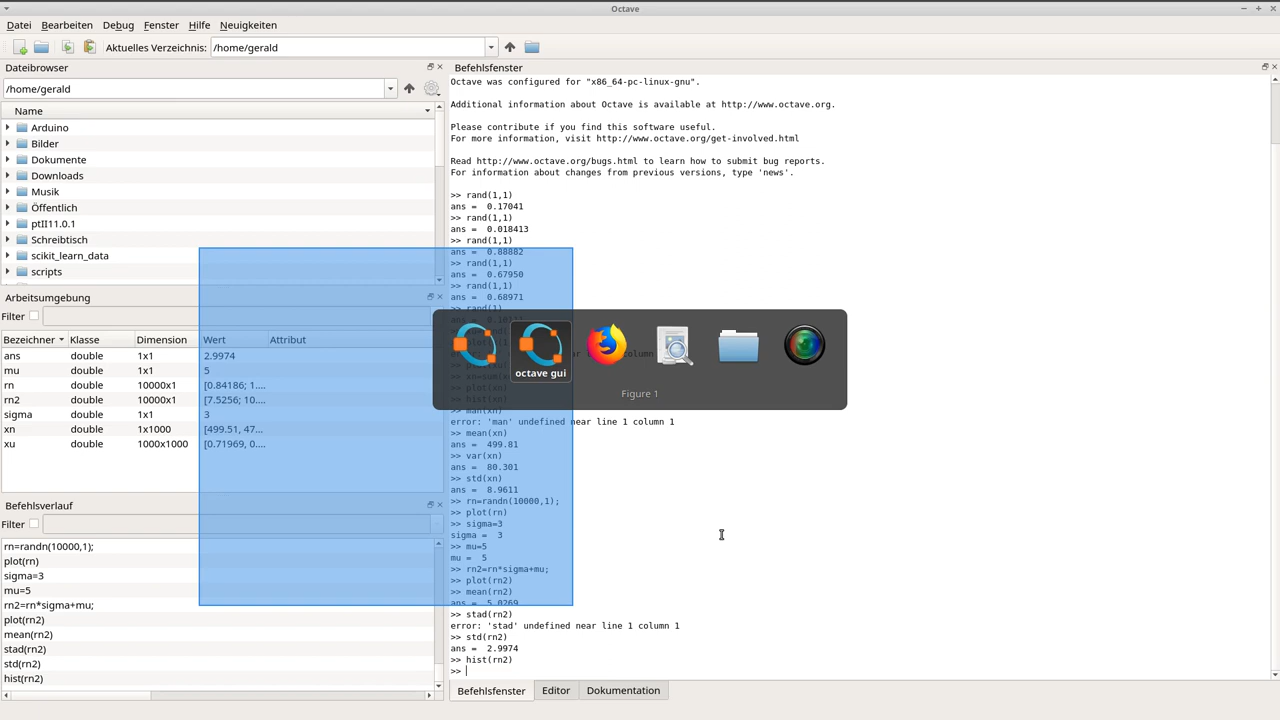 Octave
Datei Bearbeiten Debug Fenster Hilfe Neuigkeiten
Aktuelles Verzeichnis: /home/gerald
Dateibrowser
/home/gerald
Name
Arduino
Bilder
Dokumente
Downloads
Musik
Öffentlich
ptII11.0.1
Schreibtisch
scikit_learn_data
scripts
Arbeitsumgebung
Filter
Bezeichner Klasse Dimension Wert Attribut
ans double 1x1 2.9974
mu double 1x1 5
rn double 10000x1 [0.84186; 1....
rn2 double 10000x1 [7.5256; 10....
sigma double 1x1 3
xn double 1x1000 [499.51, 47...
xu double 1000x1000 [0.71969, 0....
Befehlsverlauf
Filter
rn=randn(10000,1);
plot(rn)
sigma=3
mu=5
rn2=rn*sigma+mu;
plot(rn2)
mean(rn2)
stad(rn2)
std(rn2)
hist(rn2)
Befehlsfenster
Octave was configured for "x86_64-pc-linux-gnu".
Additional information about Octave is available at http://www.octave.org.
Please contribute if you find this software useful.
For more information, visit http://www.octave.org/get-involved.html
Read http://www.octave.org/bugs.html to learn how to submit bug reports.
For information about changes from previous versions, type 'news'.
>> rand(1,1)
ans = 0.17041
>> rand(1,1)
ans = 0.018413
>> rand(1,1)
ans = 0.88882
>> rand(1,1)
ans = 0.67950
>> rand(1,1)
ans = 0.68971
octave gui
Figure 1
error: 'man' undefined near line 1 column 1
>> mean(xn)
ans = 499.81
>> var(xn)
ans = 80.301
>> std(xn)
ans = 8.9611
>> rn=randn(10000,1);
>> plot(rn)
>> sigma=3
sigma = 3
>> mu=5
mu = 5
>> rn2=rn*sigma+mu;
>> plot(rn2)
>> mean(rn2)
ans = 5.0269
>> stad(rn2)
error: 'stad' undefined near line 1 column 1
>> std(rn2)
ans = 2.9974
>> hist(rn2)
>>
Befehlsfenster Editor Dokumentation